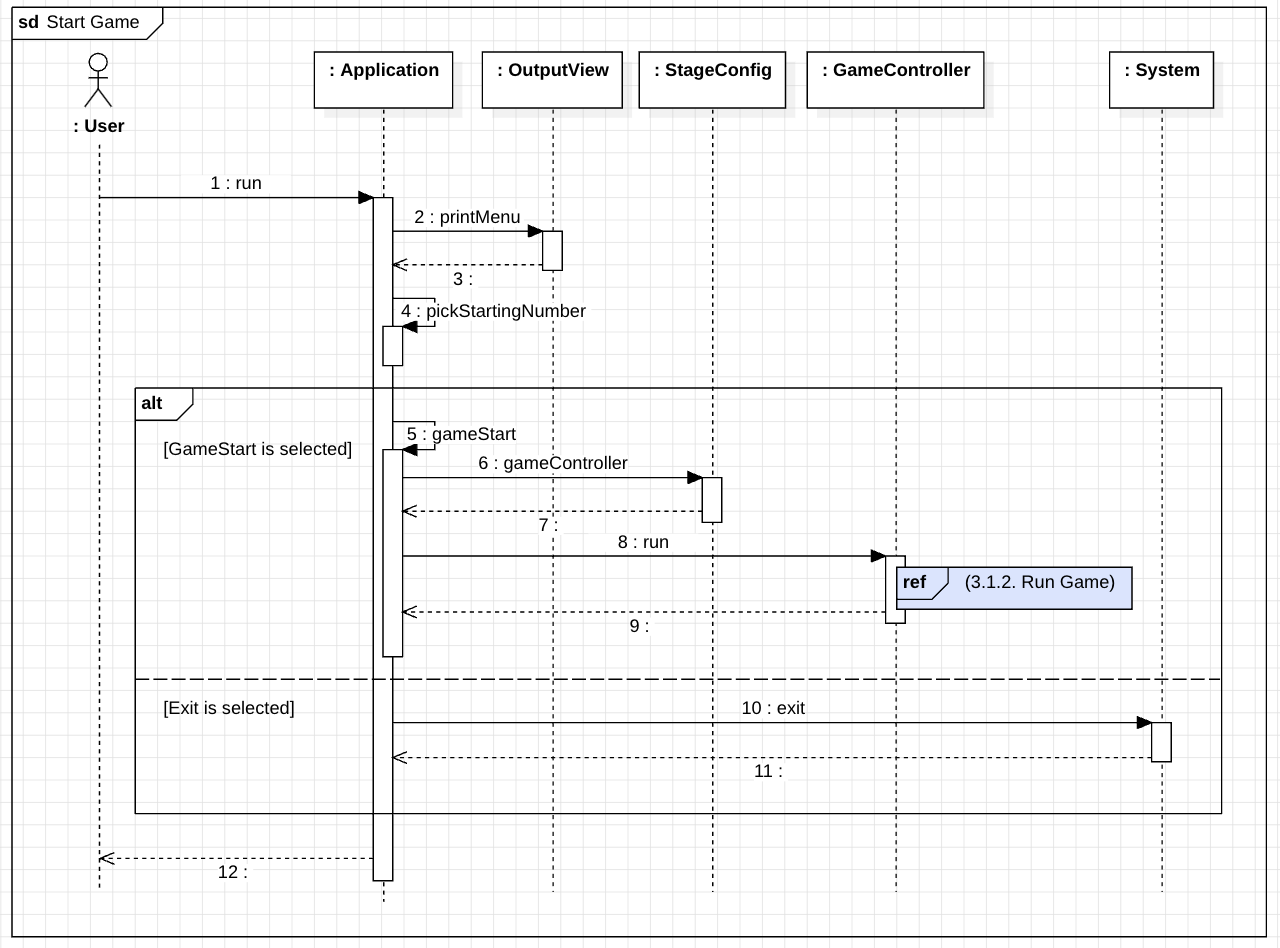 sd Start Game
: User
: Application
: OutputView
: StageConfig
: GameController
: System
1 : run
2 : printMenu
3 :
4 : pickStartingNumber
alt
[GameStart is selected]
5 : gameStart
6 : gameController
7 :
8 : run
ref (3.1.2. Run Game)
9 :
[Exit is selected]
10 : exit
11 :
12 :